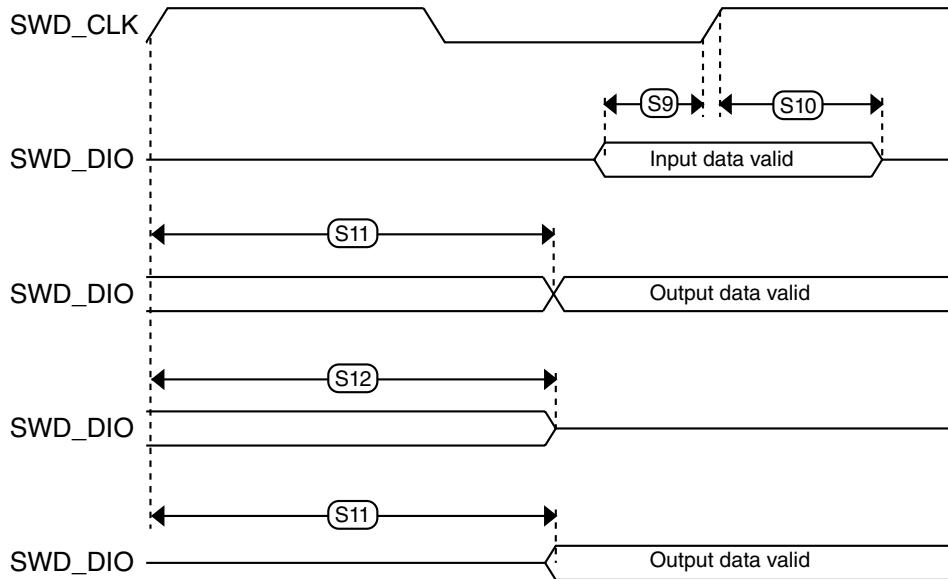 SWD_CLK
S9
S10
SWD_DIO
Input data valid
S11
SWD_DIO
Output data valid
S12
SWD_DIO
S11
SWD_DIO
Output data valid